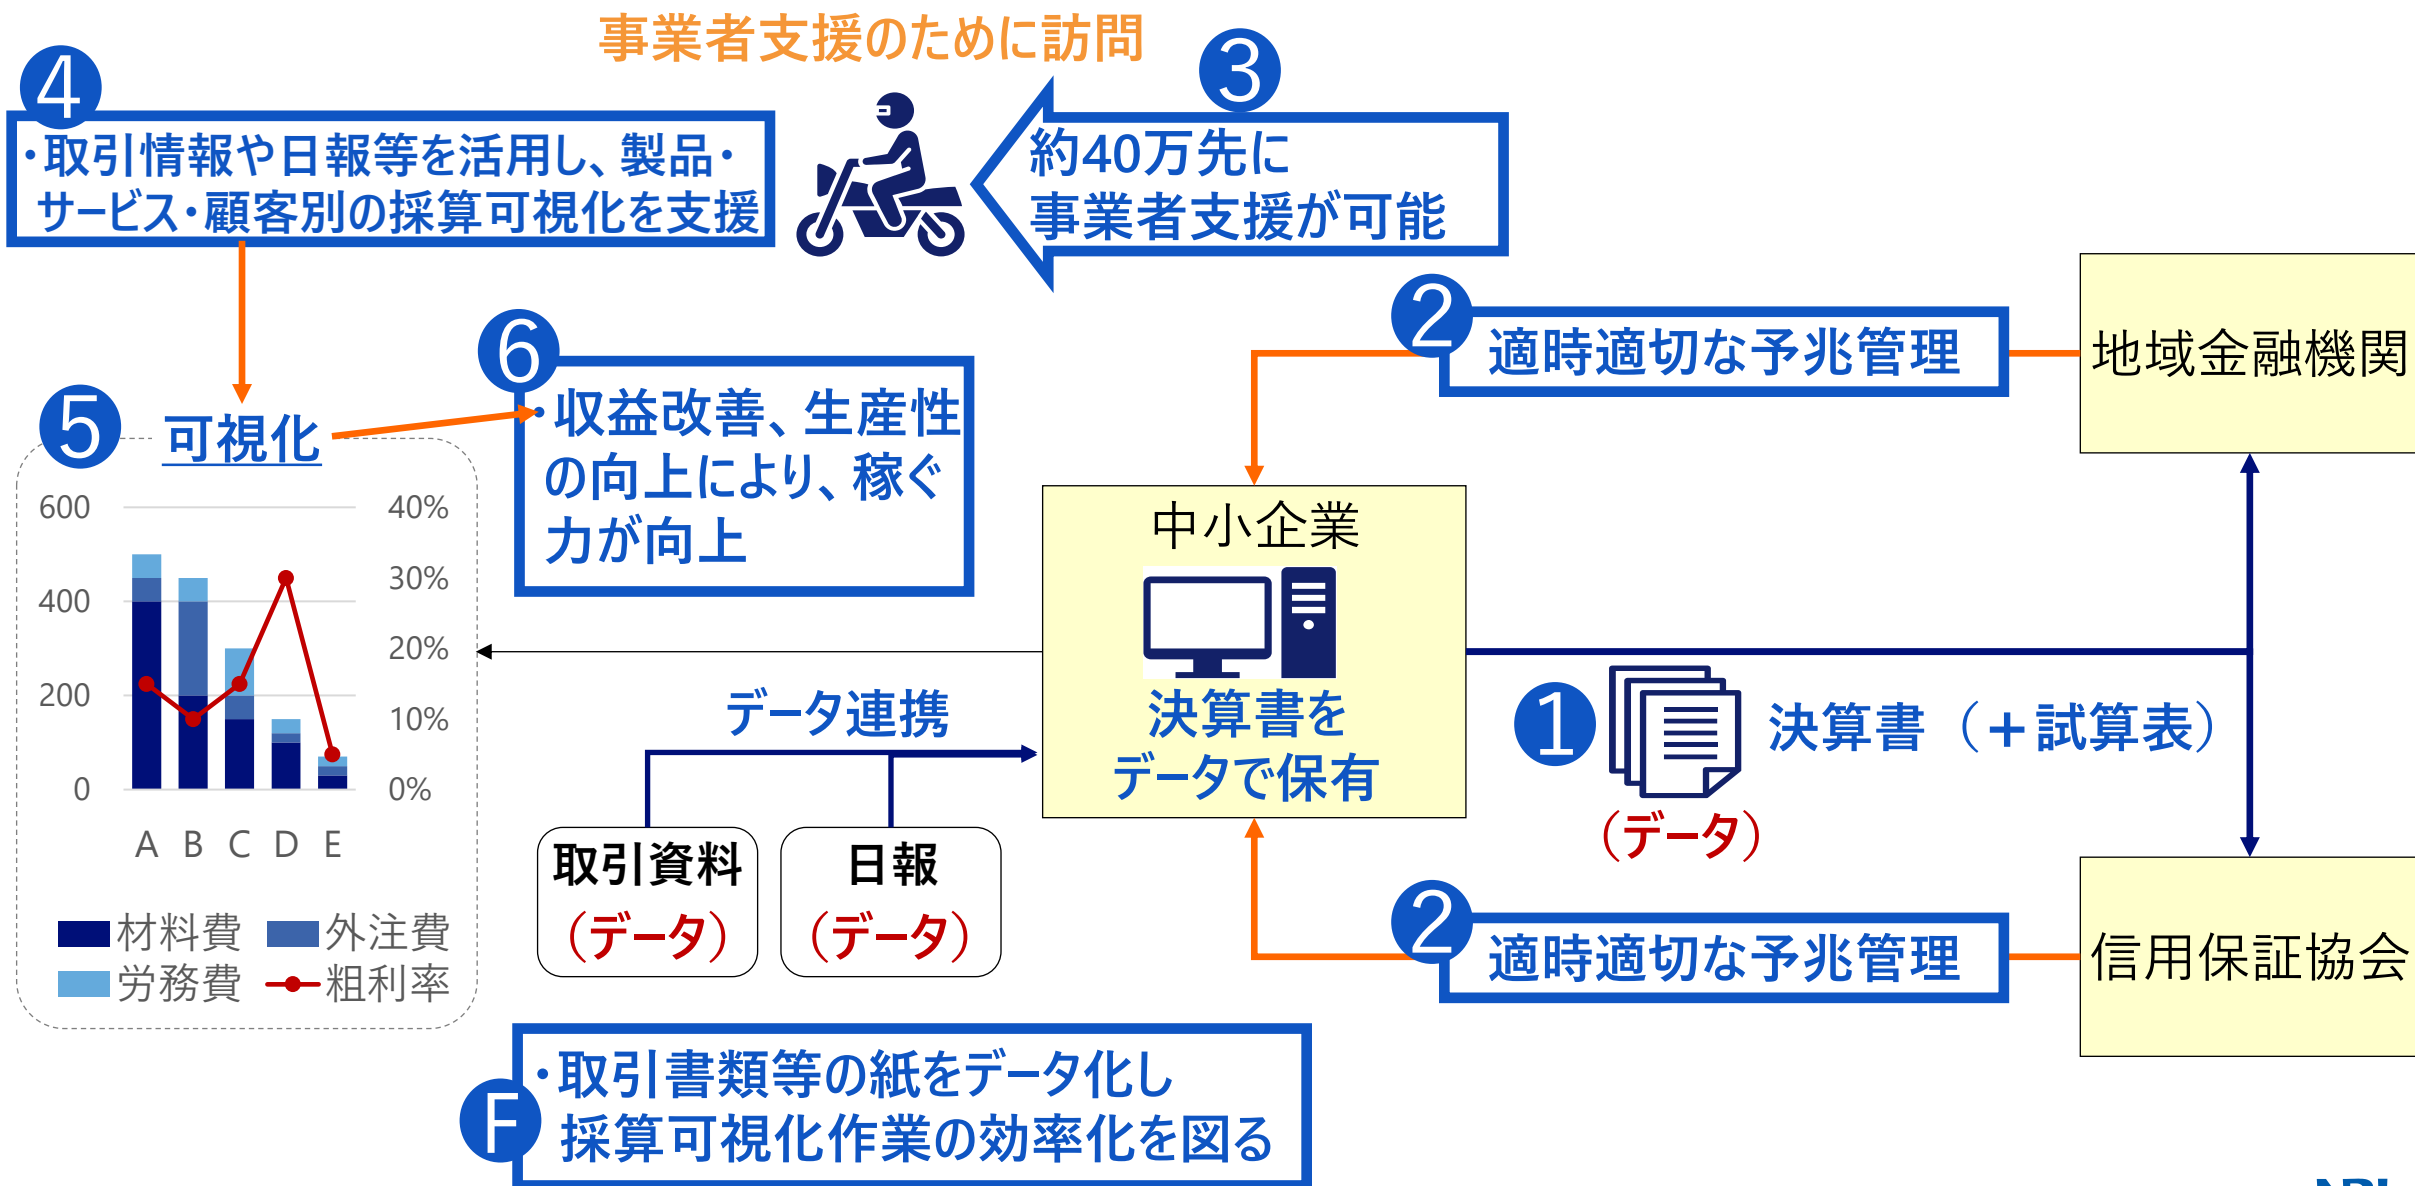 事業者支援のために訪問
4
・取引情報や日報等を活用し、製品・
サービス・顧客別の採算可視化を支援
3
約40万先に
事業者支援が可能
2
適時適切な予兆管理
地域金融機関
6
・収益改善、生産性
の向上により、稼ぐ
力が向上
5
可視化
600
400
200
0
40%
30%
20%
10%
0%
A B C D E
材料費
外注費
労務費
粗利率
中小企業
決算書を
データで保有
データ連携
取引資料
（データ）
日報
（データ）
1
決算書（＋試算表）
（データ）
2
適時適切な予兆管理
信用保証協会
F
・取引書類等の紙をデータ化し
採算可視化作業の効率化を図る